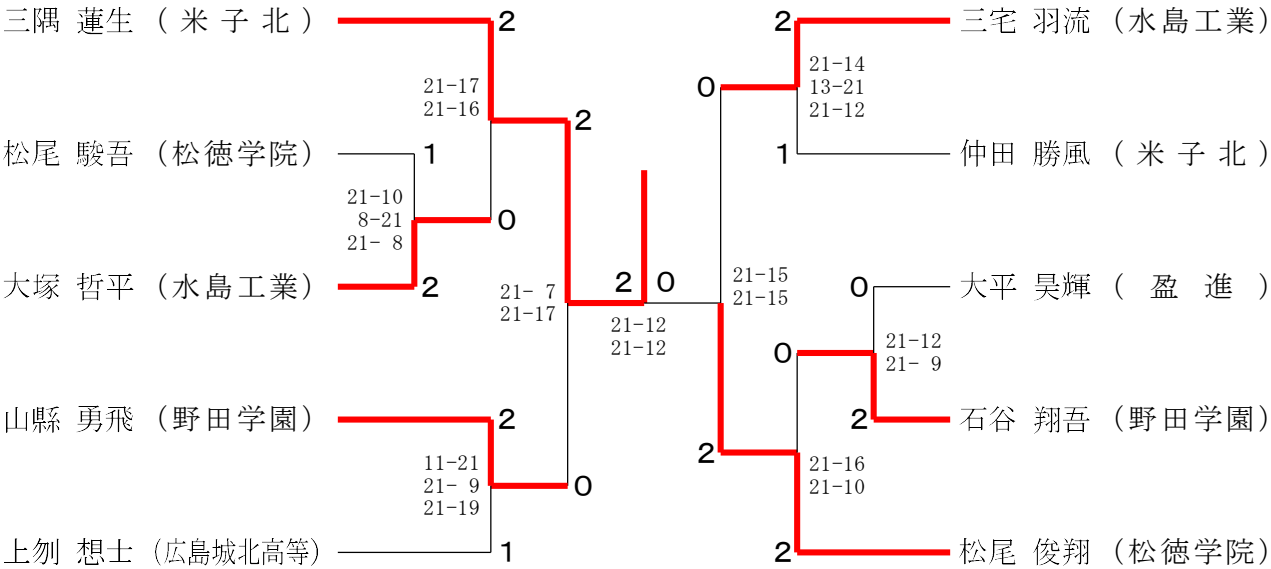 三隅 蓮生 (米子北) 2
21-17
21-16
2
松尾 駿吾 (松徳学院) 1
21-10
8-21
21- 8
0
大塚 哲平 (水島工業) 2
21- 7
21-17
山縣 勇飛 (野田学園) 2
11-21
21- 9
21-19
0
上刎 想士 (広島城北高等) 1
2 0
21-12
21-12
2 三宅 羽流 (水島工業)
0
21-14
13-21
21-12
1 仲田 勝風 (米子北)
21-15
21-15
0 大平 昊輝 (盈進)
21-12
21- 9
0
2 石谷 翔吾 (野田学園)
2
21-16
21-10
2 松尾 俊翔 (松徳学院)